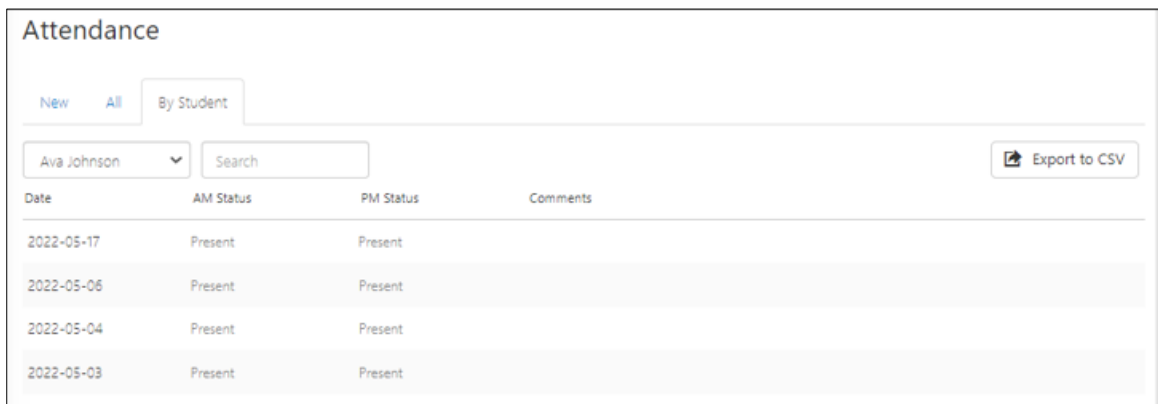 Attendance
New All By Student
Ava Johnson Search Export to CSV
Date AM Status PM Status Comments
2022-05-17 Present Present
2022-05-06 Present Present
2022-05-04 Present Present
2022-05-03 Present Present